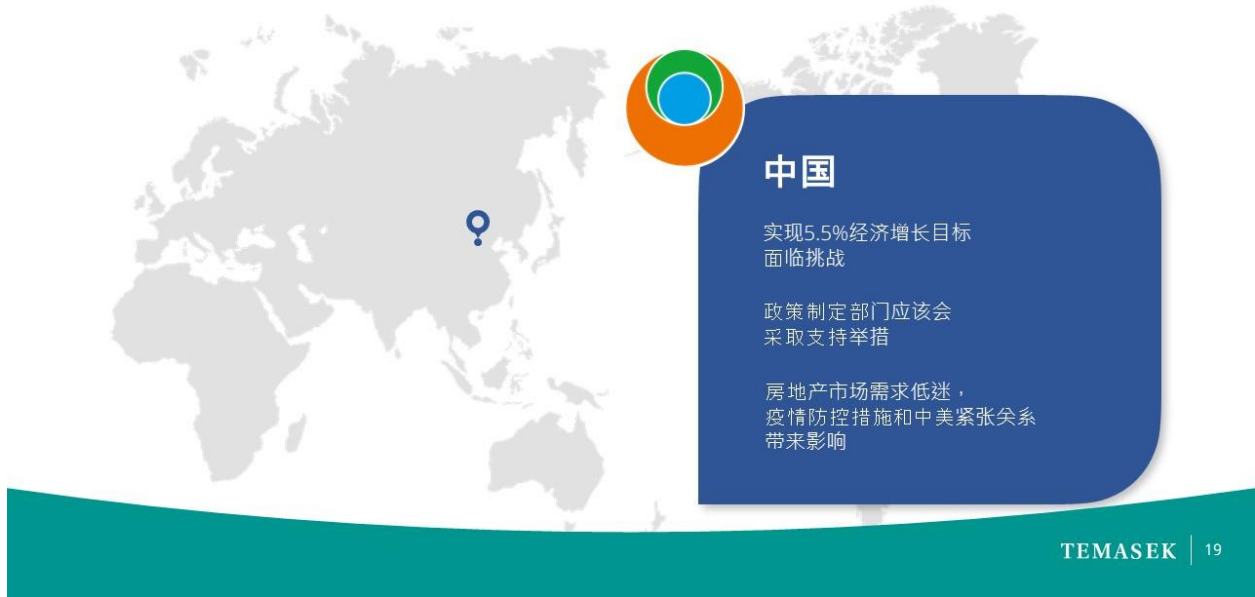 中国
实现5.5%经济增长目标
面临挑战
政策制定部门应该会
采取支持举措
房地产市场需求低迷，
疫情防控措施和中美紧张关系
带来影响
TEMASEK | 19